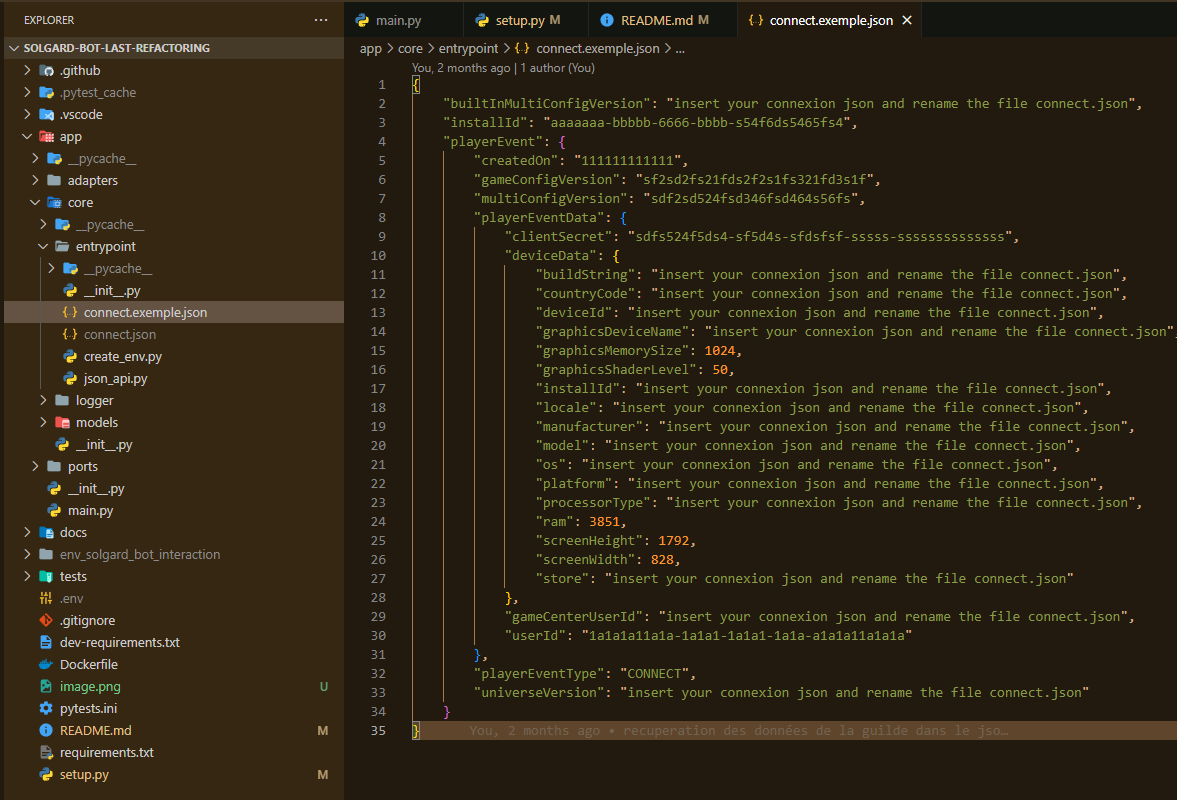 EXPLORER
···
SOLGARD-BOT-LAST-REFACTORING
.github
.pytest_cache
.vscode
app
__pycache__
adapters
core
__pycache__
entrypoint
__pycache__
__init__.py
connect.exemple.json
connect.json
create_env.py
json_api.py
logger
models
__init__.py
ports
__init__.py
main.py
docs
env_solgard_bot_interaction
tests
.env
.gitignore
dev-requirements.txt
Dockerfile
image.png U
pytests.ini
README.md M
requirements.txt
setup.py M
main.py setup.py M README.md M {} connect.exemple.json ×
app > core > entrypoint > {} connect.exemple.json > ...
You, 2 months ago | 1 author (You)
1 {
2 "builtInMultiConfigVersion": "insert your connexion json and rename the file connect.json",
3 "installId": "aaaaaaa-bbbbb-6666-bbbb-s54f6ds5465fs4",
4 "playerEvent": {
5 "createdOn": "111111111111",
6 "gameConfigVersion": "sf2sd2fs21fds2f2s1fs321fd3s1f",
7 "multiConfigVersion": "sdf2sd524fsd346fsd464s56fs",
8 "playerEventData": {
9 "clientSecret": "sdfs524f5ds4-sf5d4s-sfdsfsf-sssss-ssssssssssssss",
10 "deviceData": {
11 "buildString": "insert your connexion json and rename the file connect.json",
12 "countryCode": "insert your connexion json and rename the file connect.json",
13 "deviceId": "insert your connexion json and rename the file connect.json",
14 "graphicsDeviceName": "insert your connexion json and rename the file connect.json",
15 "graphicsMemorySize": 1024,
16 "graphicsShaderLevel": 50,
17 "installId": "insert your connexion json and rename the file connect.json",
18 "locale": "insert your connexion json and rename the file connect.json",
19 "manufacturer": "insert your connexion json and rename the file connect.json",
20 "model": "insert your connexion json and rename the file connect.json",
21 "os": "insert your connexion json and rename the file connect.json",
22 "platform": "insert your connexion json and rename the file connect.json",
23 "processorType": "insert your connexion json and rename the file connect.json",
24 "ram": 3851,
25 "screenHeight": 1792,
26 "screenWidth": 828,
27 "store": "insert your connexion json and rename the file connect.json"
28 },
29 "gameCenterUserId": "insert your connexion json and rename the file connect.json",
30 "userId": "1a1a1a11a1a-1a1a1-1a1a1-1a1a-a1a1a11a1a1a"
31 },
32 "playerEventType": "CONNECT",
33 "universeVersion": "insert your connexion json and rename the file connect.json"
34 }
35 } You, 2 months ago • recuperation des données de la guilde dans le jso…